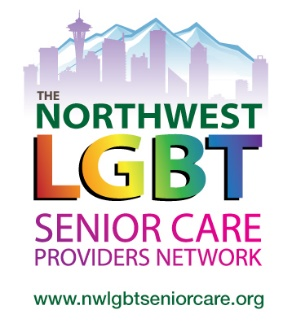 THE
NORTHWEST
LGBT
SENIOR CARE
PROVIDERS NETWORK
www.nwlgbtseniorcare.org